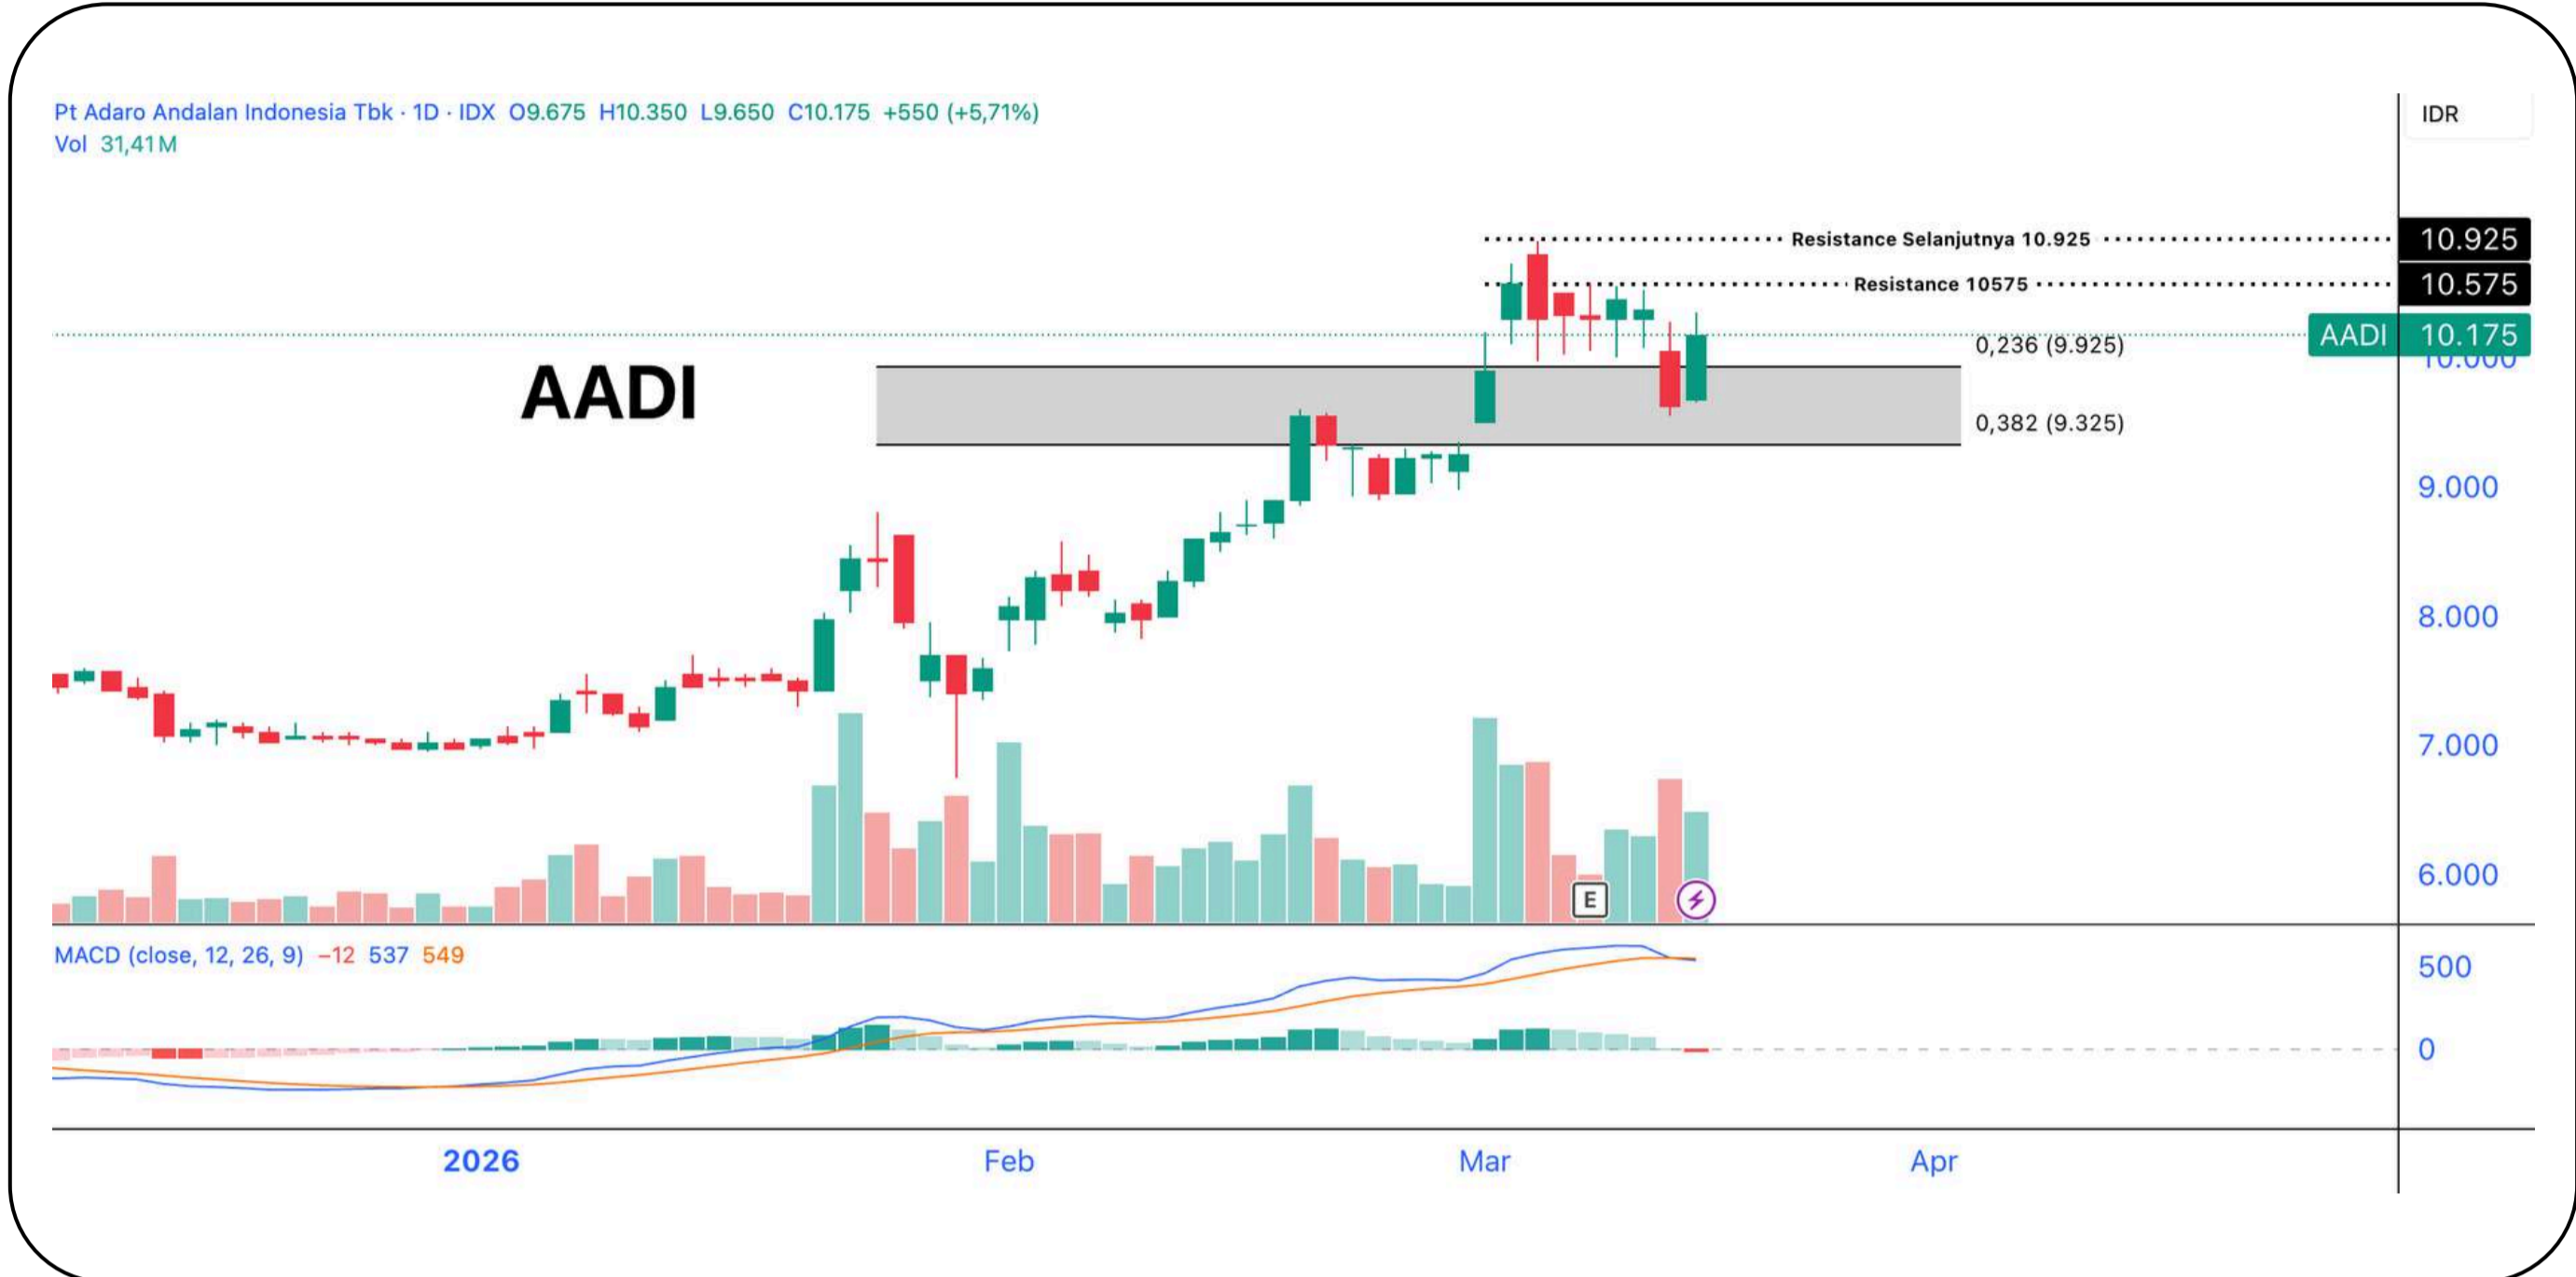 Pt Adaro Andalan Indonesia Tbk · 1D · IDX O9.675 H10.350 L9.650 C10.175 +550 (+5,71%)
Vol 31,41M
IDR
Resistance Selanjutnya 10.925
10.925
Resistance 10575
10.575
AADI 10.175
10.000
0,236 (9.925)
AADI
0,382 (9.325)
9.000
8.000
7.000
6.000
E
MACD (close, 12, 26, 9) −12 537 549
500
0
2026 Feb Mar Apr